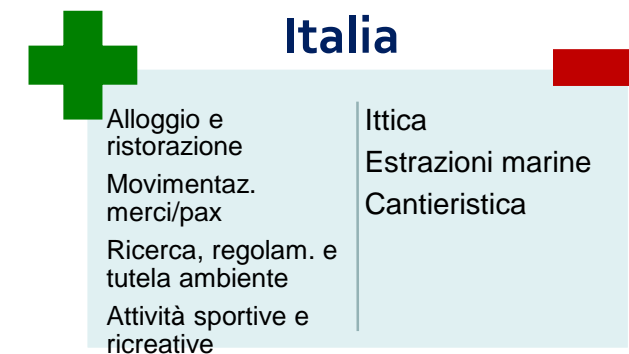 Italia
Alloggio e
ristorazione
Movimentaz.
merci/pax
Ricerca, regolam. e
tutela ambiente
Attività sportive e
ricreative
Ittica
Estrazioni marine
Cantieristica